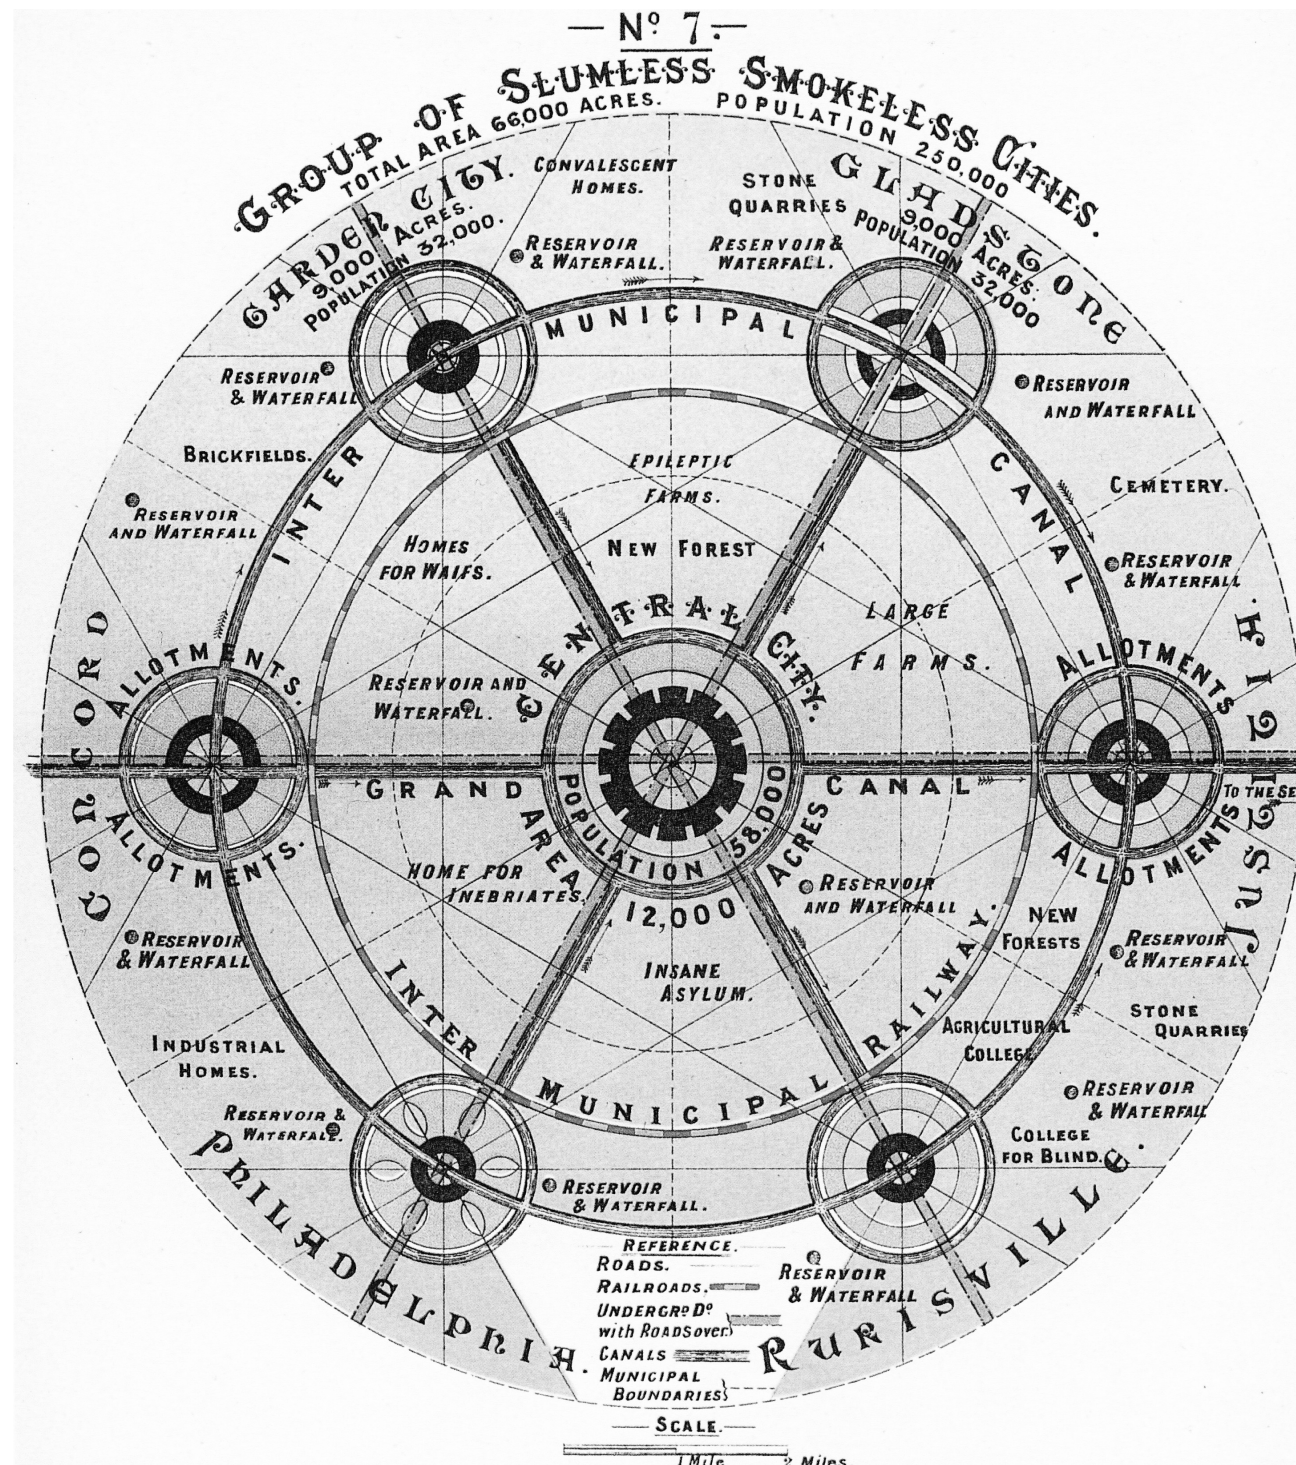 — Nº 7. —
GROUP OF SLUMLESS SMOKELESS CITIES.
TOTAL AREA 66,000 ACRES. POPULATION 250,000
GARDEN CITY.
9,000 ACRES.
POPULATION 32,000.
CONVALESCENT
HOMES.
STONE
QUARRIES
GLADSTONE
9,000 ACRES.
POPULATION 32,000
RESERVOIR
& WATERFALL.
RESERVOIR &
WATERFALL.
INTER MUNICIPAL CANAL
RESERVOIR
& WATERFALL
RESERVOIR
AND WATERFALL
BRICKFIELDS.
EPILEPTIC
FARMS.
CEMETERY.
RESERVOIR
AND WATERFALL
HOMES
FOR WAIFS.
NEW FOREST
RESERVOIR
& WATERFALL
LARGE
FARMS.
CENTRAL CITY.
CONCORD
ALLOTMENTS.
ALLOTMENTS
JUSTITIA.
RESERVOIR AND
WATERFALL.
GRAND CANAL
TO THE SE
POPULATION 58,000
AREA 12,000 ACRES
ALLOTMENTS.
ALLOTMENTS
HOME FOR
INEBRIATES.
RESERVOIR
AND WATERFALL
NEW
FORESTS
RESERVOIR
& WATERFALL
RESERVOIR
& WATERFALL
INSANE
ASYLUM.
INTER MUNICIPAL RAILWAY.
STONE
QUARRIES
INDUSTRIAL
HOMES.
AGRICULTURAL
COLLEGE
RESERVOIR &
WATERFALL.
RESERVOIR
& WATERFALL
COLLEGE
FOR BLIND.
RESERVOIR
& WATERFALL.
PHILADELPHIA.
RURISVILLE.
REFERENCE.
ROADS.
RAILROADS.
UNDERGRD Dº
with ROADS over.
CANALS
MUNICIPAL
BOUNDARIES
RESERVOIR
& WATERFALL
— SCALE. —
1 Mile 2 Miles